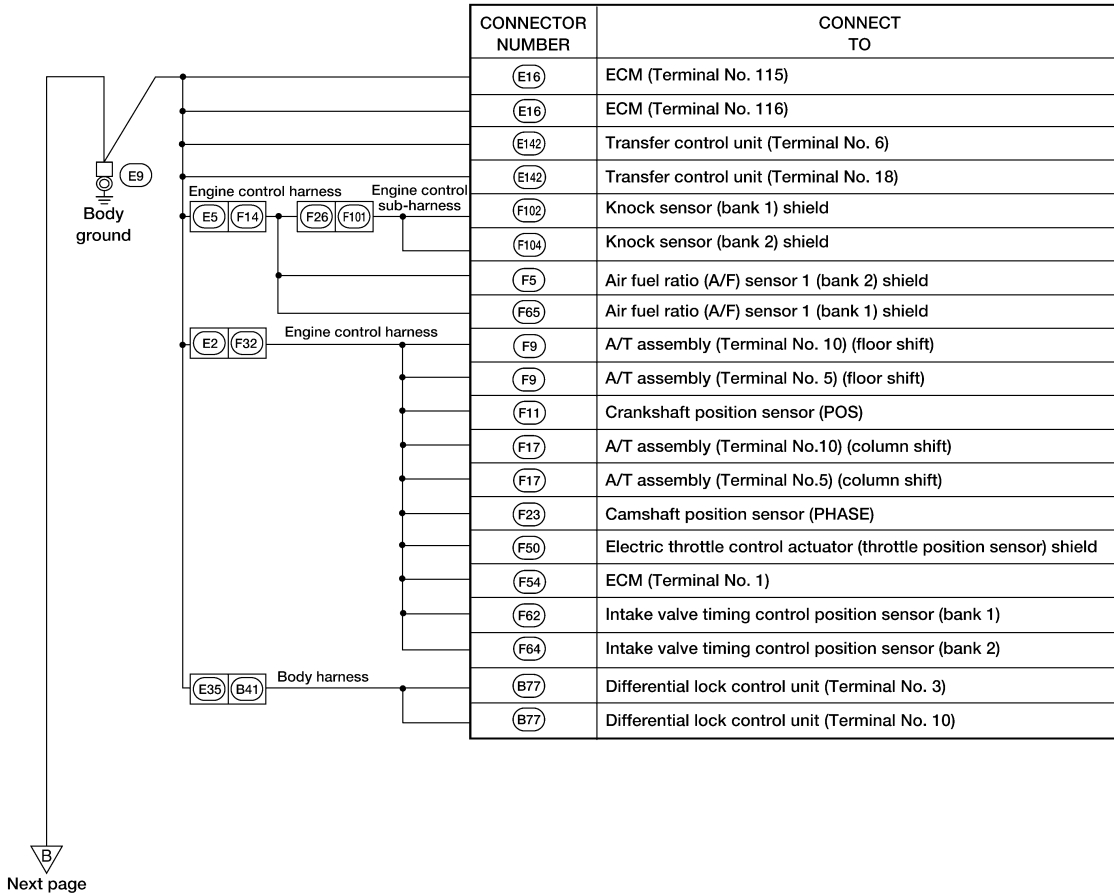 CONNECTOR NUMBER
CONNECT TO
E16 ECM (Terminal No. 115)
E16 ECM (Terminal No. 116)
E142 Transfer control unit (Terminal No. 6)
E9
Body ground
E142 Transfer control unit (Terminal No. 18)
Engine control harness
Engine control sub-harness
E5 F14 F26 F101
F102 Knock sensor (bank 1) shield
F104 Knock sensor (bank 2) shield
F5 Air fuel ratio (A/F) sensor 1 (bank 2) shield
F65 Air fuel ratio (A/F) sensor 1 (bank 1) shield
Engine control harness
E2 F32
F9 A/T assembly (Terminal No. 10) (floor shift)
F9 A/T assembly (Terminal No. 5) (floor shift)
F11 Crankshaft position sensor (POS)
F17 A/T assembly (Terminal No.10) (column shift)
F17 A/T assembly (Terminal No.5) (column shift)
F23 Camshaft position sensor (PHASE)
F50 Electric throttle control actuator (throttle position sensor) shield
F54 ECM (Terminal No. 1)
F62 Intake valve timing control position sensor (bank 1)
F64 Intake valve timing control position sensor (bank 2)
Body harness
E35 B41
B77 Differential lock control unit (Terminal No. 3)
B77 Differential lock control unit (Terminal No. 10)
B
Next page